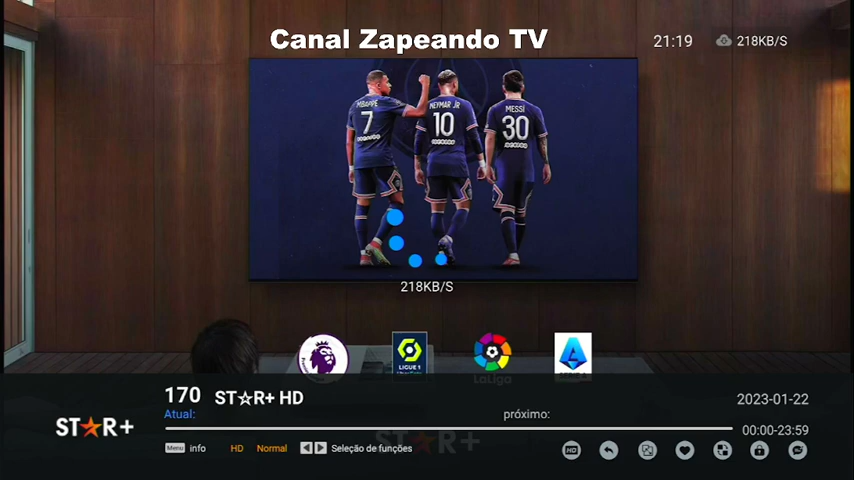 Canal Zapeando TV
21:19
218KB/S
MBAPPE
7
NEYMAR JR
10
MESSI
30
218KB/S
LIGUE 1
LaLiga
170 ST☆R+ HD
2023-01-22
Atual:
próximo:
ST★R+
00:00-23:59
Menu info HD Normal Seleção de funções
ST★R+
HD